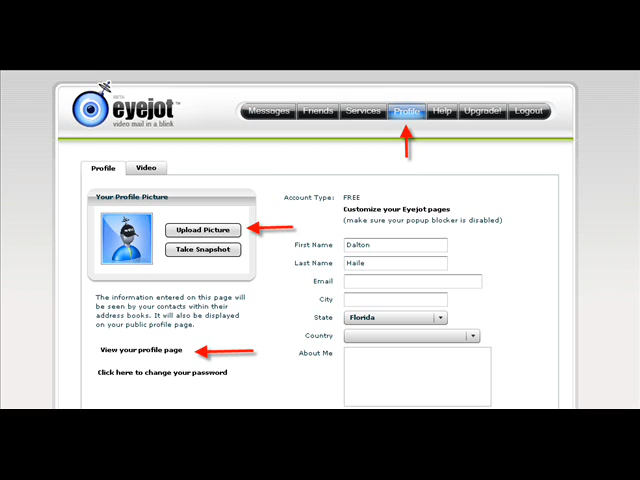 BETA
eyejot™
video mail in a blink
Messages Friends Services Profile Help Upgrade! Logout
Profile Video
Your Profile Picture
Upload Picture
Take Snapshot
The information entered on this page will
be seen by your contacts within their
address books. It will also be displayed
on your public profile page.
View your profile page
Click here to change your password
Account Type: FREE
Customize your Eyejot pages
(make sure your popup blocker is disabled)
First Name Dalton
Last Name Haile
Email
City
State Florida
Country
About Me